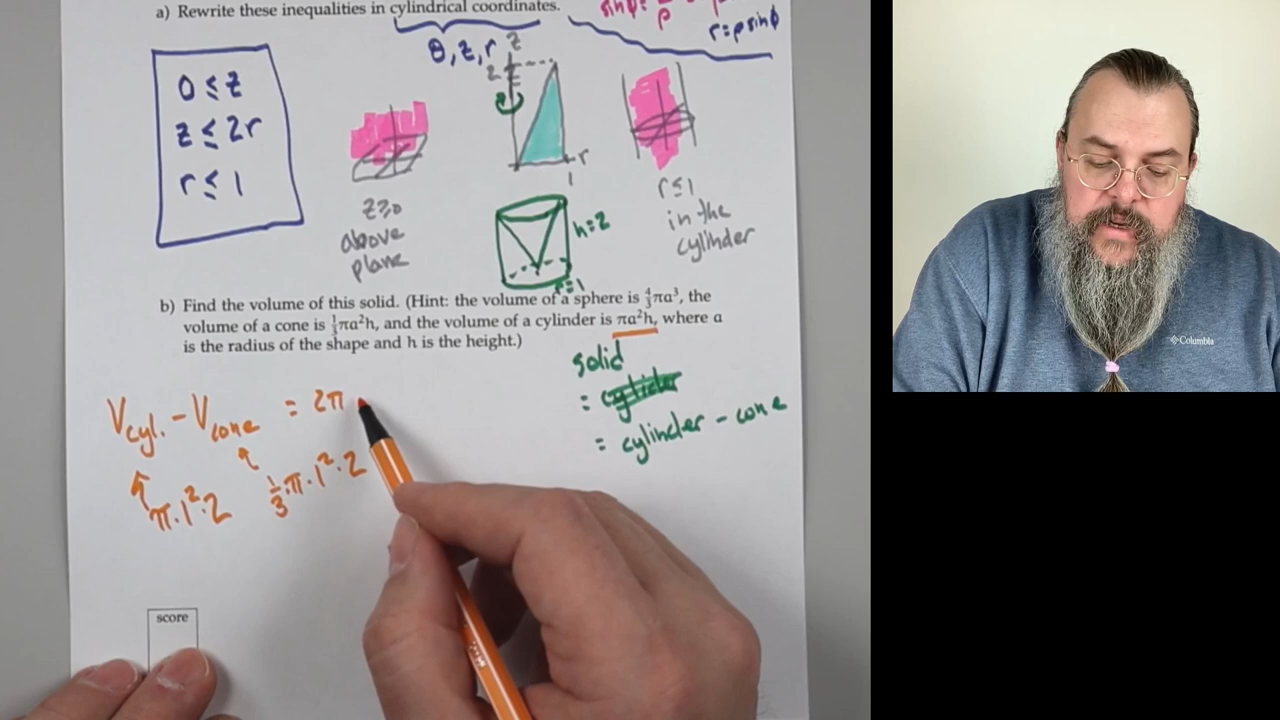 a) Rewrite these inequalities in cylindrical coordinates.
r=ρsinϕ
θ, z, r
0 ≤ z
z ≤ 2r
r ≤ 1
z
2
r
1
z≥0
above
plane
h=2
r=1
r≤1
in the
cylinder
b) Find the volume of this solid. (Hint: the volume of a sphere is 4/3πa³, the
volume of a cone is 1/3πa²h, and the volume of a cylinder is πa²h, where a
is the radius of the shape and h is the height.)
solid
= cylinder - cone
V cyl. - V cone = 2π
π·1²·2
1/3·π·1²·2
score
Columbia